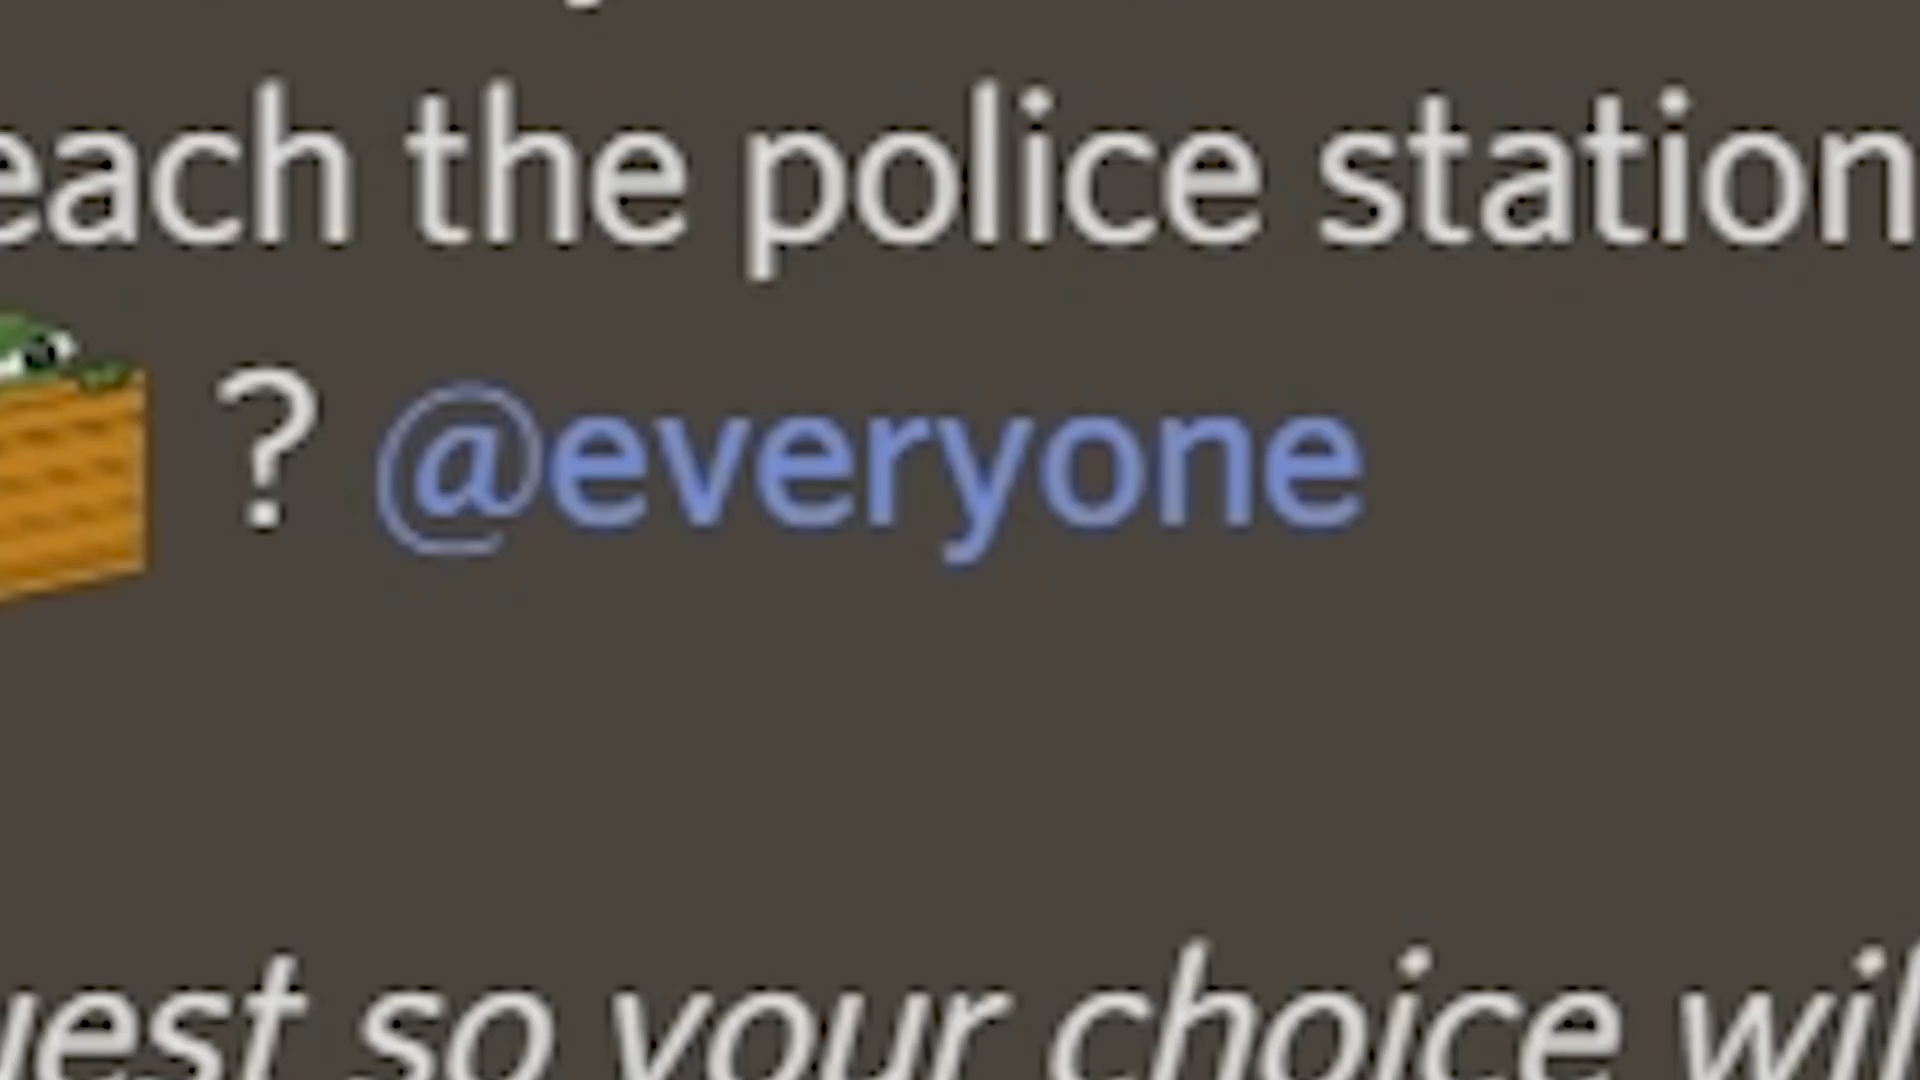 each the police station
? @everyone
uest so your choice wil